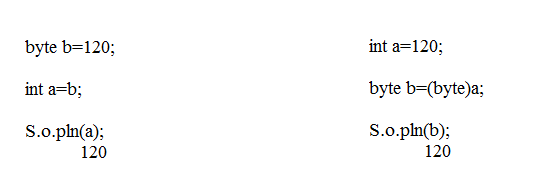 byte b=120;
int a=b;
S.o.pln(a);
120
int a=120;
byte b=(byte)a;
S.o.pln(b);
120